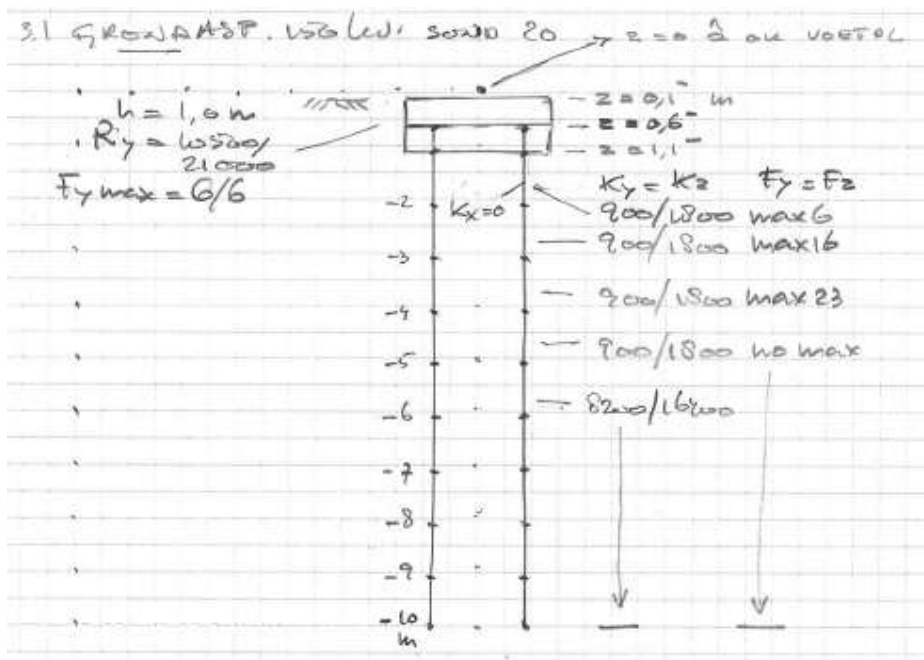 3.1 GRONDASP. volgens SOND 20
z=0 à OK VOETPL
h = 1,0 m
z = 0,1⁻ m
Ry = 10500/
21000
z = 0,6⁻
z = 1,1⁻
Fy max = 6/6
Ky = Kz Fy = Fz
-2
Kx=0
900/1800 max 6
900/1800 max 16
-3
900/1800 max 23
-4
900/1800 no max
-5
8200/16400
-6
-7
-8
-9
-10
m